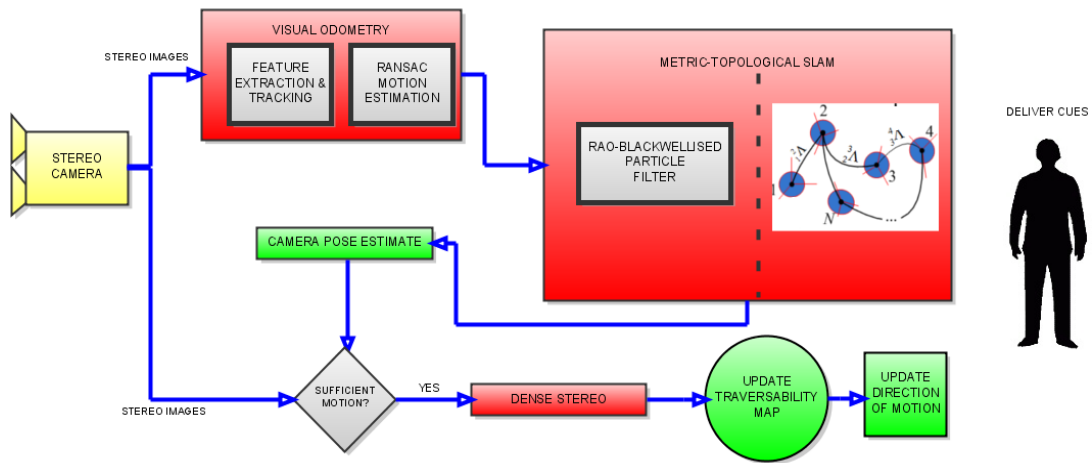 VISUAL ODOMETRY
STEREO IMAGES
FEATURE
EXTRACTION &
TRACKING
RANSAC
MOTION
ESTIMATION
METRIC-TOPOLOGICAL SLAM
RAO-BLACKWELLISED
PARTICLE
FILTER
2
4
3
1
N
...
DELIVER CUES
STEREO
CAMERA
CAMERA POSE ESTIMATE
SUFFICIENT
MOTION?
YES
DENSE STEREO
UPDATE
TRAVERSABILITY
MAP
UPDATE
DIRECTION
OF MOTION
STEREO IMAGES